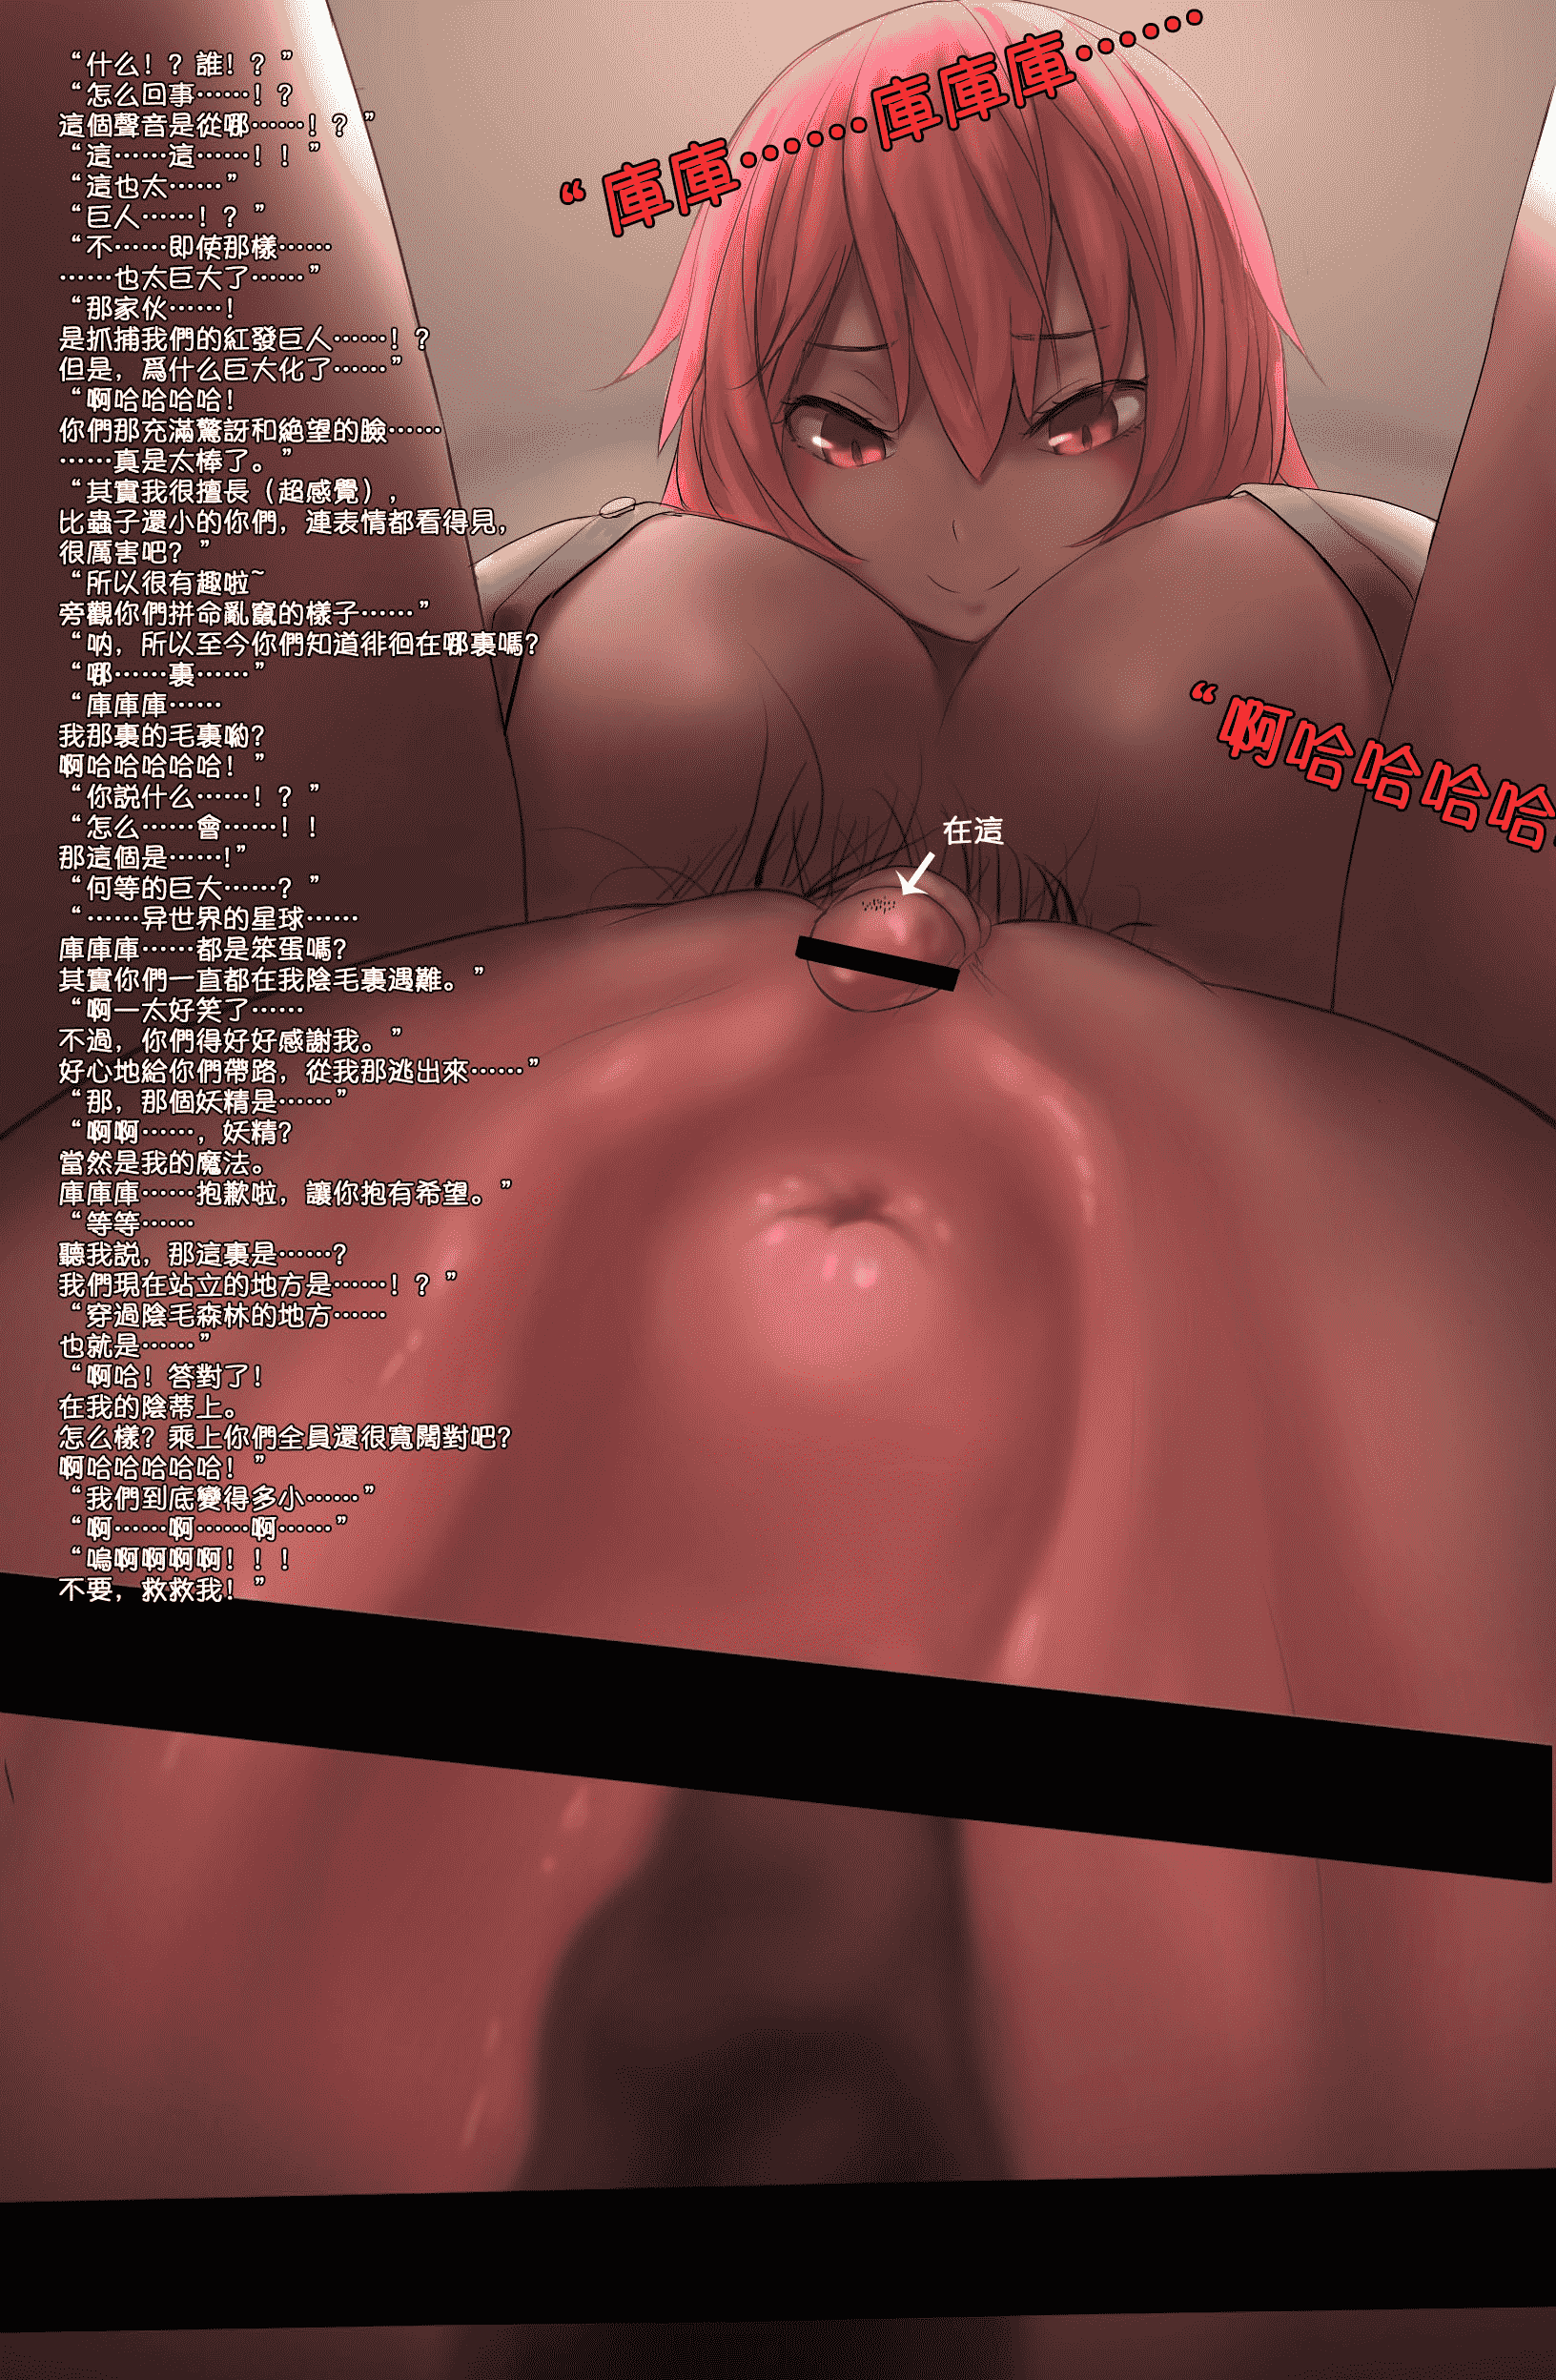 “庫庫……庫庫庫……
“什么！？誰！？”
“怎么回事……！？
這個聲音是從哪……！？”
“這……這……！！”
“這也太……”
“巨人……！？”
“不……即使那樣……
……也太巨大了……”
“那家伙……！
是抓捕我們的紅發巨人……！？
但是，爲什么巨大化了……”
“啊哈哈哈哈！
你們那充滿驚訝和絶望的臉……
……真是太棒了。”
“其實我很擅長（超感覺），
比蟲子還小的你們，連表情都看得見，
很厲害吧？”
“所以很有趣啦~
旁觀你們拼命亂竄的樣子……”
“呐，所以至今你們知道徘徊在哪裏嗎？
“哪……裏……”
“庫庫庫……
我那裏的毛裏喲？
啊哈哈哈哈哈！”
“你説什么……！？”
“怎么……會……！！
那這個是……！”
“何等的巨大……？”
“……异世界的星球……
庫庫庫……都是笨蛋嗎？
其實你們一直都在我陰毛裏遇難。”
“啊一太好笑了……
不過，你們得好好感謝我。”
好心地給你們帶路，從我那逃出來……”
“那，那個妖精是……”
“啊啊……，妖精？
當然是我的魔法。
庫庫庫……抱歉啦，讓你抱有希望。”
“等等……
聽我説，那這裏是……？
我們現在站立的地方是……！？”
“穿過陰毛森林的地方……
也就是……”
“啊哈！答對了！
在我的陰蒂上。
怎么樣？乘上你們全員還很寬闊對吧？
啊哈哈哈哈哈！”
“我們到底變得多小……”
“啊……啊……啊……”
“嗚啊啊啊啊！！！
不要，救救我！”
“啊哈哈哈哈
在這